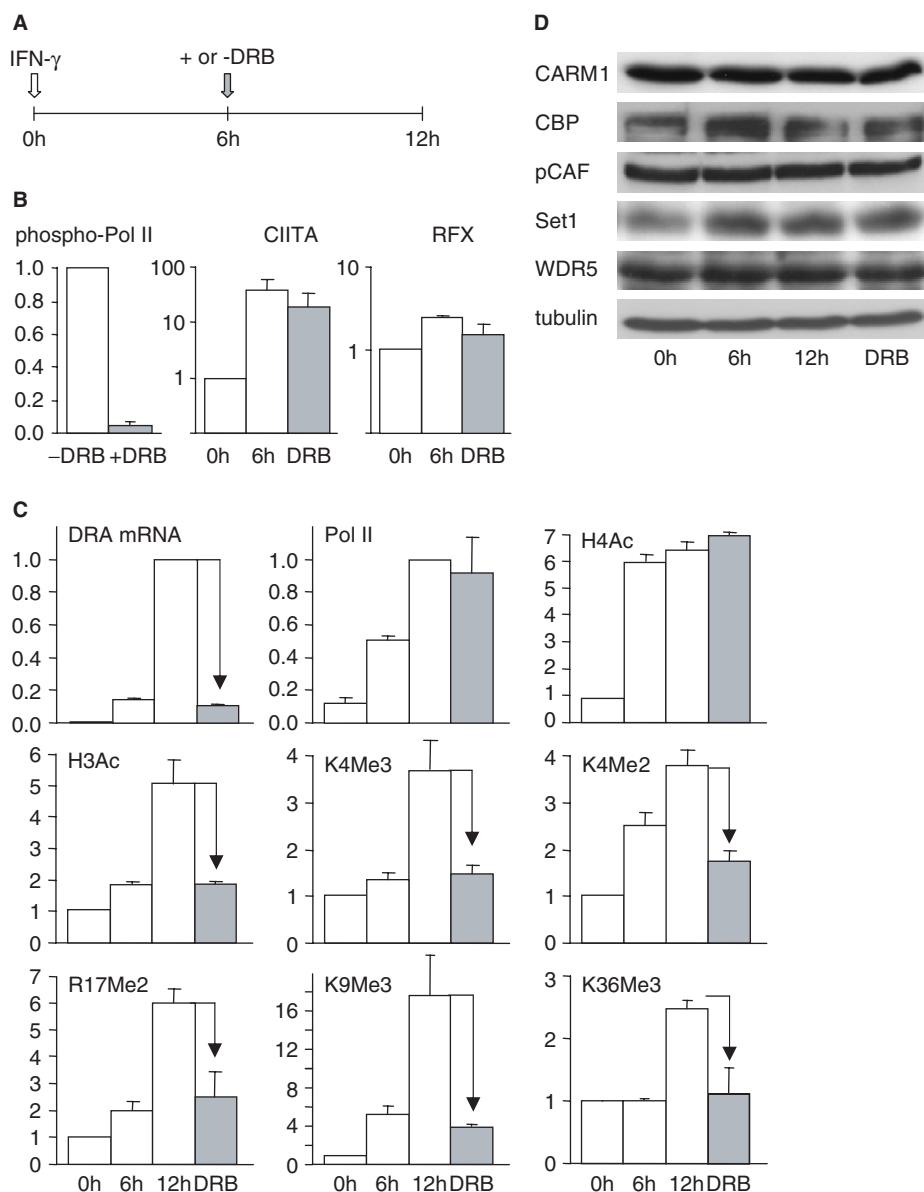 A
IFN-γ
+ or -DRB
0h
6h
12h
B
phospho-Pol II
1.0
0.8
0.6
0.4
0.2
0.0
–DRB +DRB
CIITA
100
10
1
0h 6h DRB
RFX
10
1
0h 6h DRB
C
DRA mRNA
1.0
0.8
0.6
0.4
0.2
0.0
Pol II
1.0
0.8
0.6
0.4
0.2
0.0
H4Ac
7
6
5
4
3
2
1
0
H3Ac
6
5
4
3
2
1
0
K4Me3
4
3
2
1
0
K4Me2
4
3
2
1
0
R17Me2
7
6
5
4
3
2
1
0
0h 6h 12h DRB
K9Me3
16
12
8
4
0
0h 6h 12h DRB
K36Me3
3
2
1
0
0h 6h 12h DRB
D
CARM1
CBP
pCAF
Set1
WDR5
tubulin
0h 6h 12h DRB